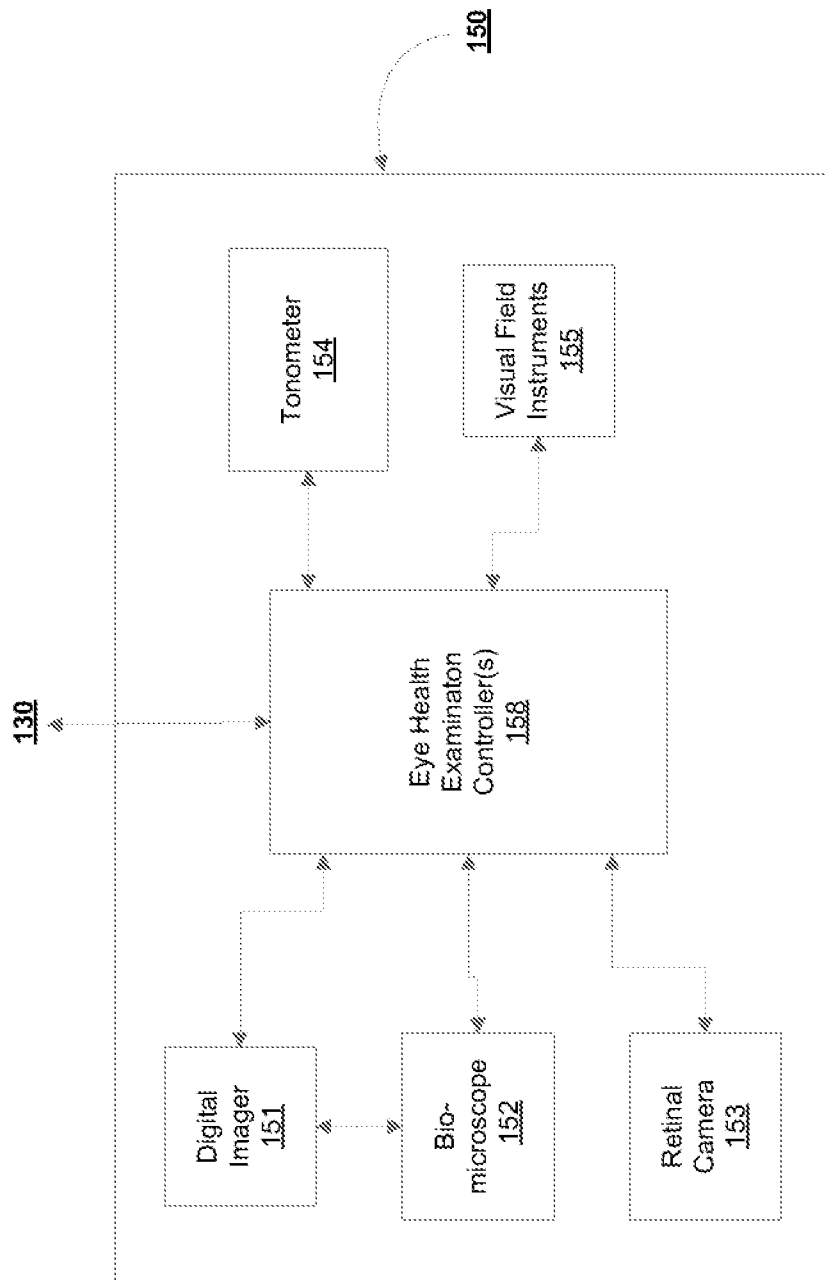 130
150
Digital
Imager
151
Bio-
microscope
152
Retinal
Camera
153
Eye Health
Examinaton
Controller(s)
158
Tonometer
154
Visual Field
Instruments
155